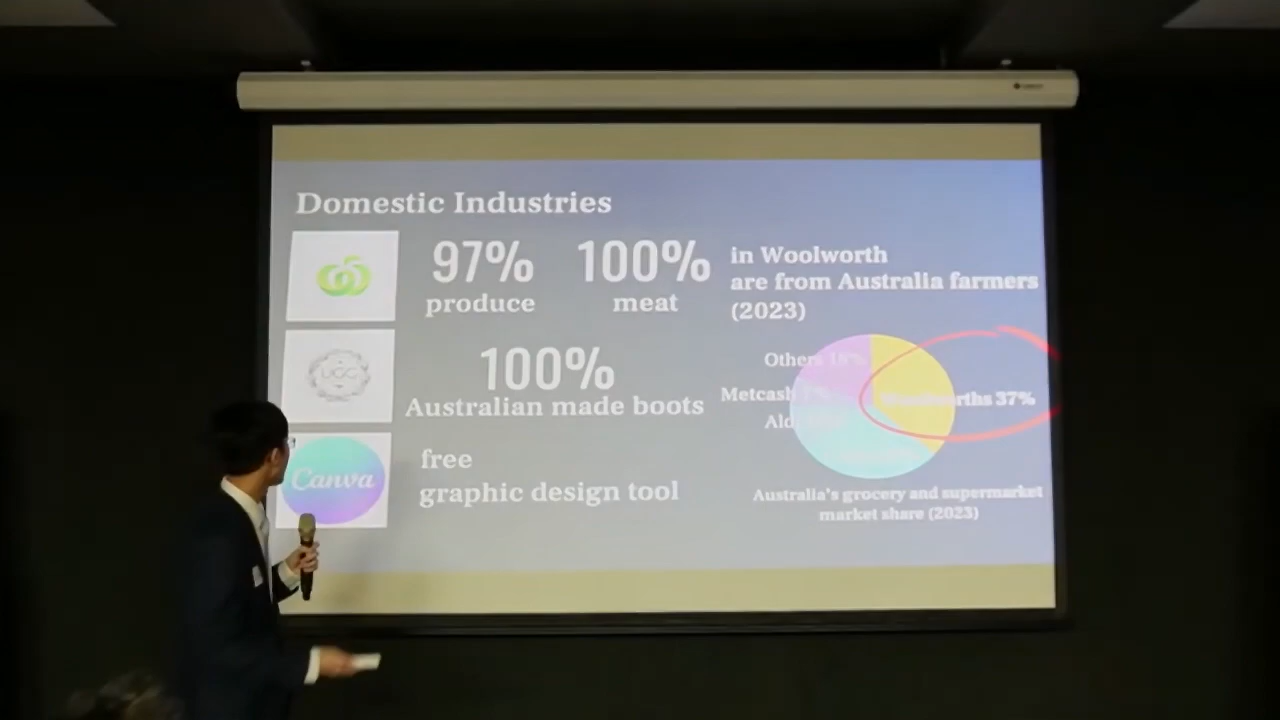 Domestic Industries
97% 100% in Woolworth
produce meat are from Australia farmers
(2023)
UGG
100%
Australian made boots
Others
Metcash
Woolworths 37%
Canva
free
graphic design tool
Australia's grocery and supermarket
market share (2023)